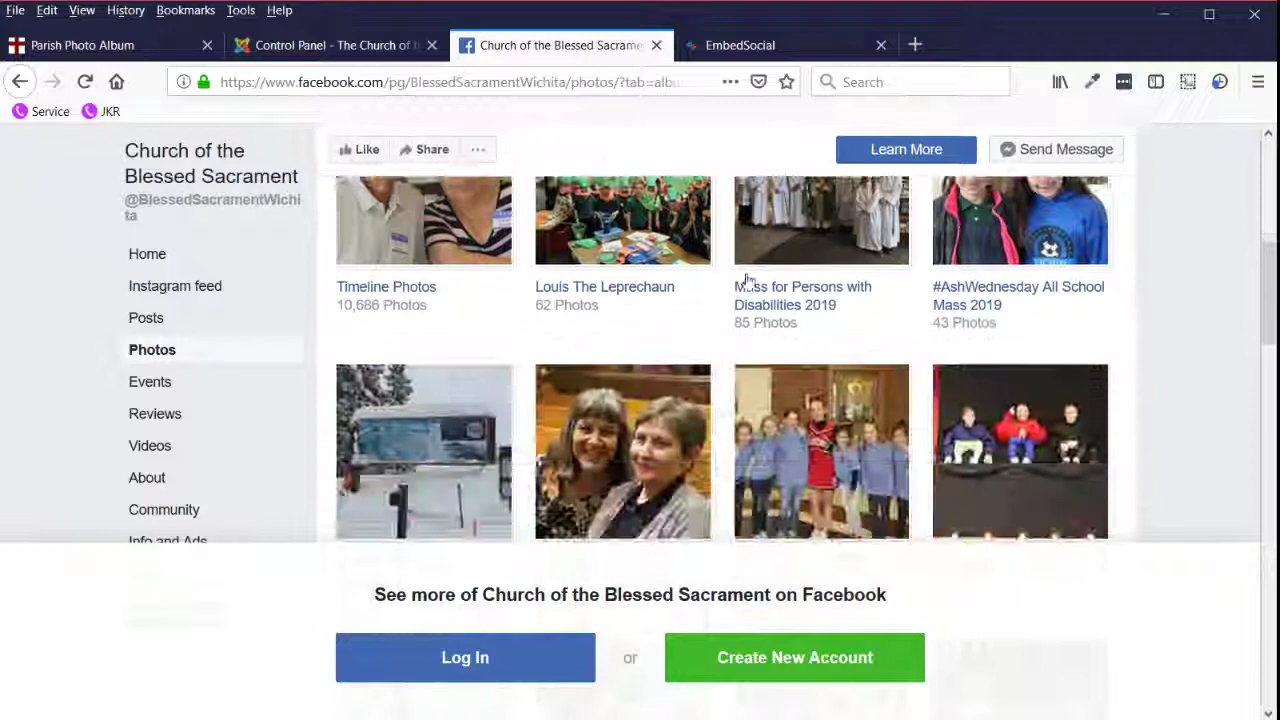 File Edit View History Bookmarks Tools Help
Parish Photo Album
Control Panel - The Church of t
Church of the Blessed Sacrame
EmbedSocial
https://www.facebook.com/pg/BlessedSacramentWichita/photos/?tab=albu
Search
Service
JKR
Church of the
Blessed Sacrament
@BlessedSacramentWichi
ta
Home
Instagram feed
Posts
Photos
Events
Reviews
Videos
About
Community
Info and Ads
Like
Share
Learn More
Send Message
Timeline Photos
10,686 Photos
Louis The Leprechaun
62 Photos
Mass for Persons with
Disabilities 2019
85 Photos
#AshWednesday All School
Mass 2019
43 Photos
See more of Church of the Blessed Sacrament on Facebook
Log In
or
Create New Account